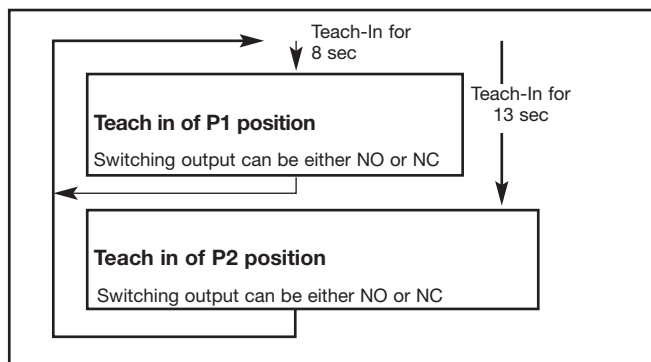 Teach-In for
8 sec
Teach-In for
13 sec
Teach in of P1 position
Switching output can be either NO or NC
Teach in of P2 position
Switching output can be either NO or NC